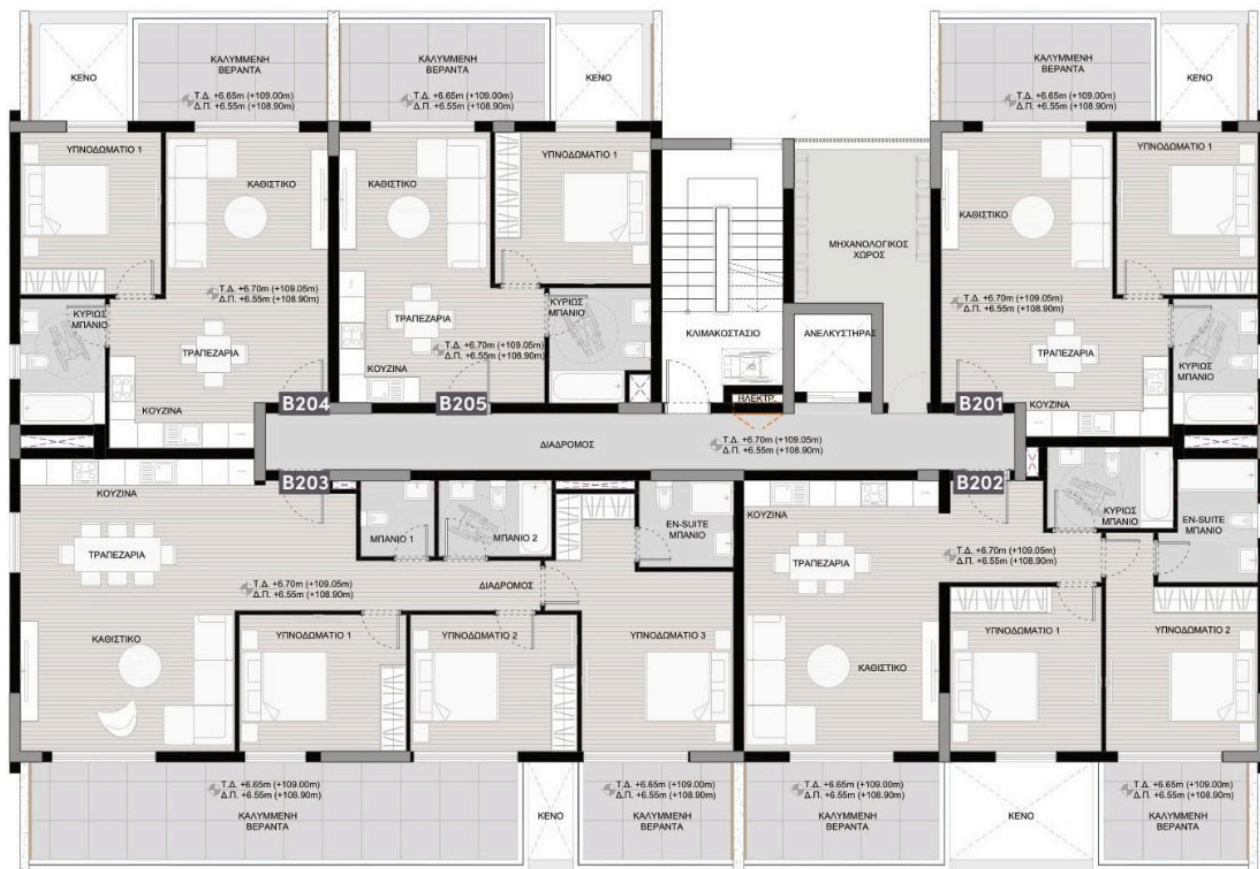 ΚΕΝΟ
ΚΑΛΥΜΜΕΝΗ
ΒΕΡΑΝΤΑ
Τ.Δ. +6.65m (+109.00m)
Δ.Π. +6.55m (+108.90m)
ΚΑΛΥΜΜΕΝΗ
ΒΕΡΑΝΤΑ
Τ.Δ. +6.65m (+109.00m)
Δ.Π. +6.55m (+108.90m)
ΚΕΝΟ
ΚΑΛΥΜΜΕΝΗ
ΒΕΡΑΝΤΑ
Τ.Δ. +6.65m (+109.00m)
Δ.Π. +6.55m (+108.90m)
ΚΕΝΟ
ΥΠΝΟΔΩΜΑΤΙΟ 1
ΚΑΘΙΣΤΙΚΟ
Τ.Δ. +6.70m (+109.05m)
Δ.Π. +6.55m (+108.90m)
ΚΥΡΙΩΣ
ΜΠΑΝΙΟ
ΤΡΑΠΕΖΑΡΙΑ
ΚΟΥΖΙΝΑ
B204
ΚΑΘΙΣΤΙΚΟ
ΥΠΝΟΔΩΜΑΤΙΟ 1
ΚΥΡΙΩΣ
ΜΠΑΝΙΟ
ΤΡΑΠΕΖΑΡΙΑ
Τ.Δ. +6.70m (+109.05m)
Δ.Π. +6.55m (+108.90m)
ΚΟΥΖΙΝΑ
B205
ΚΛΙΜΑΚΟΣΤΑΣΙΟ
ΜΗΧΑΝΟΛΟΓΙΚΟΣ
ΧΩΡΟΣ
ΑΝΕΛΚΥΣΤΗΡΑΣ
ΗΛΕΚΤΡ.
ΥΠΝΟΔΩΜΑΤΙΟ 1
ΚΑΘΙΣΤΙΚΟ
Τ.Δ. +6.70m (+109.05m)
Δ.Π. +6.55m (+108.90m)
ΤΡΑΠΕΖΑΡΙΑ
ΚΥΡΙΩΣ
ΜΠΑΝΙΟ
B201
ΚΟΥΖΙΝΑ
ΔΙΑΔΡΟΜΟΣ
Τ.Δ. +6.70m (+109.05m)
Δ.Π. +6.55m (+108.90m)
B203
ΚΟΥΖΙΝΑ
ΤΡΑΠΕΖΑΡΙΑ
ΜΠΑΝΙΟ 1
ΜΠΑΝΙΟ 2
EN-SUITE
ΜΠΑΝΙΟ
Τ.Δ. +6.70m (+109.05m)
Δ.Π. +6.55m (+108.90m)
ΔΙΑΔΡΟΜΟΣ
ΚΑΘΙΣΤΙΚΟ
ΥΠΝΟΔΩΜΑΤΙΟ 1
ΥΠΝΟΔΩΜΑΤΙΟ 2
ΥΠΝΟΔΩΜΑΤΙΟ 3
B202
ΚΟΥΖΙΝΑ
ΚΥΡΙΩΣ
ΜΠΑΝΙΟ
EN-SUITE
ΜΠΑΝΙΟ
ΤΡΑΠΕΖΑΡΙΑ
Τ.Δ. +6.70m (+109.05m)
Δ.Π. +6.55m (+108.90m)
ΥΠΝΟΔΩΜΑΤΙΟ 1
ΥΠΝΟΔΩΜΑΤΙΟ 2
ΚΑΘΙΣΤΙΚΟ
Τ.Δ. +6.65m (+109.00m)
Δ.Π. +6.55m (+108.90m)
ΚΑΛΥΜΜΕΝΗ
ΒΕΡΑΝΤΑ
ΚΕΝΟ
Τ.Δ. +6.65m (+109.00m)
Δ.Π. +6.55m (+108.90m)
ΚΑΛΥΜΜΕΝΗ
ΒΕΡΑΝΤΑ
Τ.Δ. +6.65m (+109.00m)
Δ.Π. +6.55m (+108.90m)
ΚΑΛΥΜΜΕΝΗ
ΒΕΡΑΝΤΑ
ΚΕΝΟ
Τ.Δ. +6.65m (+109.00m)
Δ.Π. +6.55m (+108.90m)
ΚΑΛΥΜΜΕΝΗ
ΒΕΡΑΝΤΑ